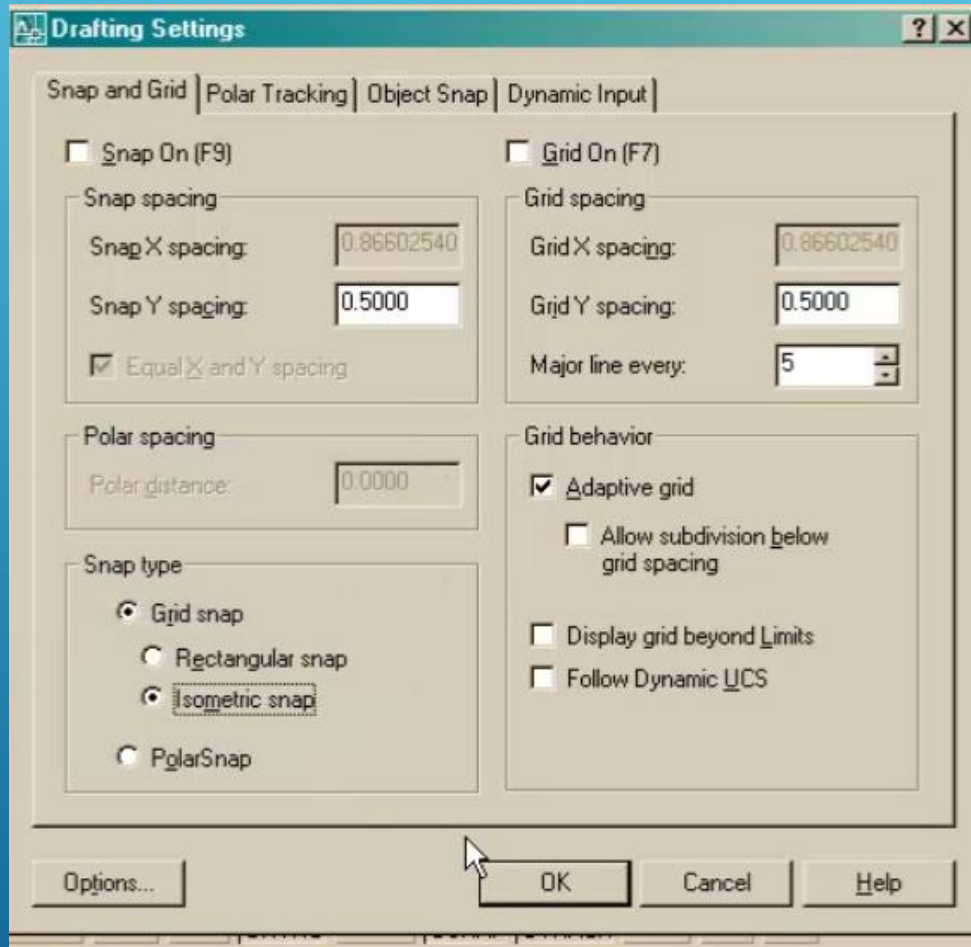 Drafting Settings
Snap and Grid
Polar Tracking
Object Snap
Dynamic Input
Snap On (F9)
Snap spacing
Snap X spacing: 0.86602540
Snap Y spacing: 0.5000
Equal X and Y spacing
Polar spacing
Polar distance: 0.0000
Snap type
Grid snap
Rectangular snap
Isometric snap
PolarSnap
Grid On (F7)
Grid spacing
Grid X spacing: 0.86602540
Grid Y spacing: 0.5000
Major line every: 5
Grid behavior
Adaptive grid
Allow subdivision below
grid spacing
Display grid beyond Limits
Follow Dynamic UCS
Options...
OK
Cancel
Help